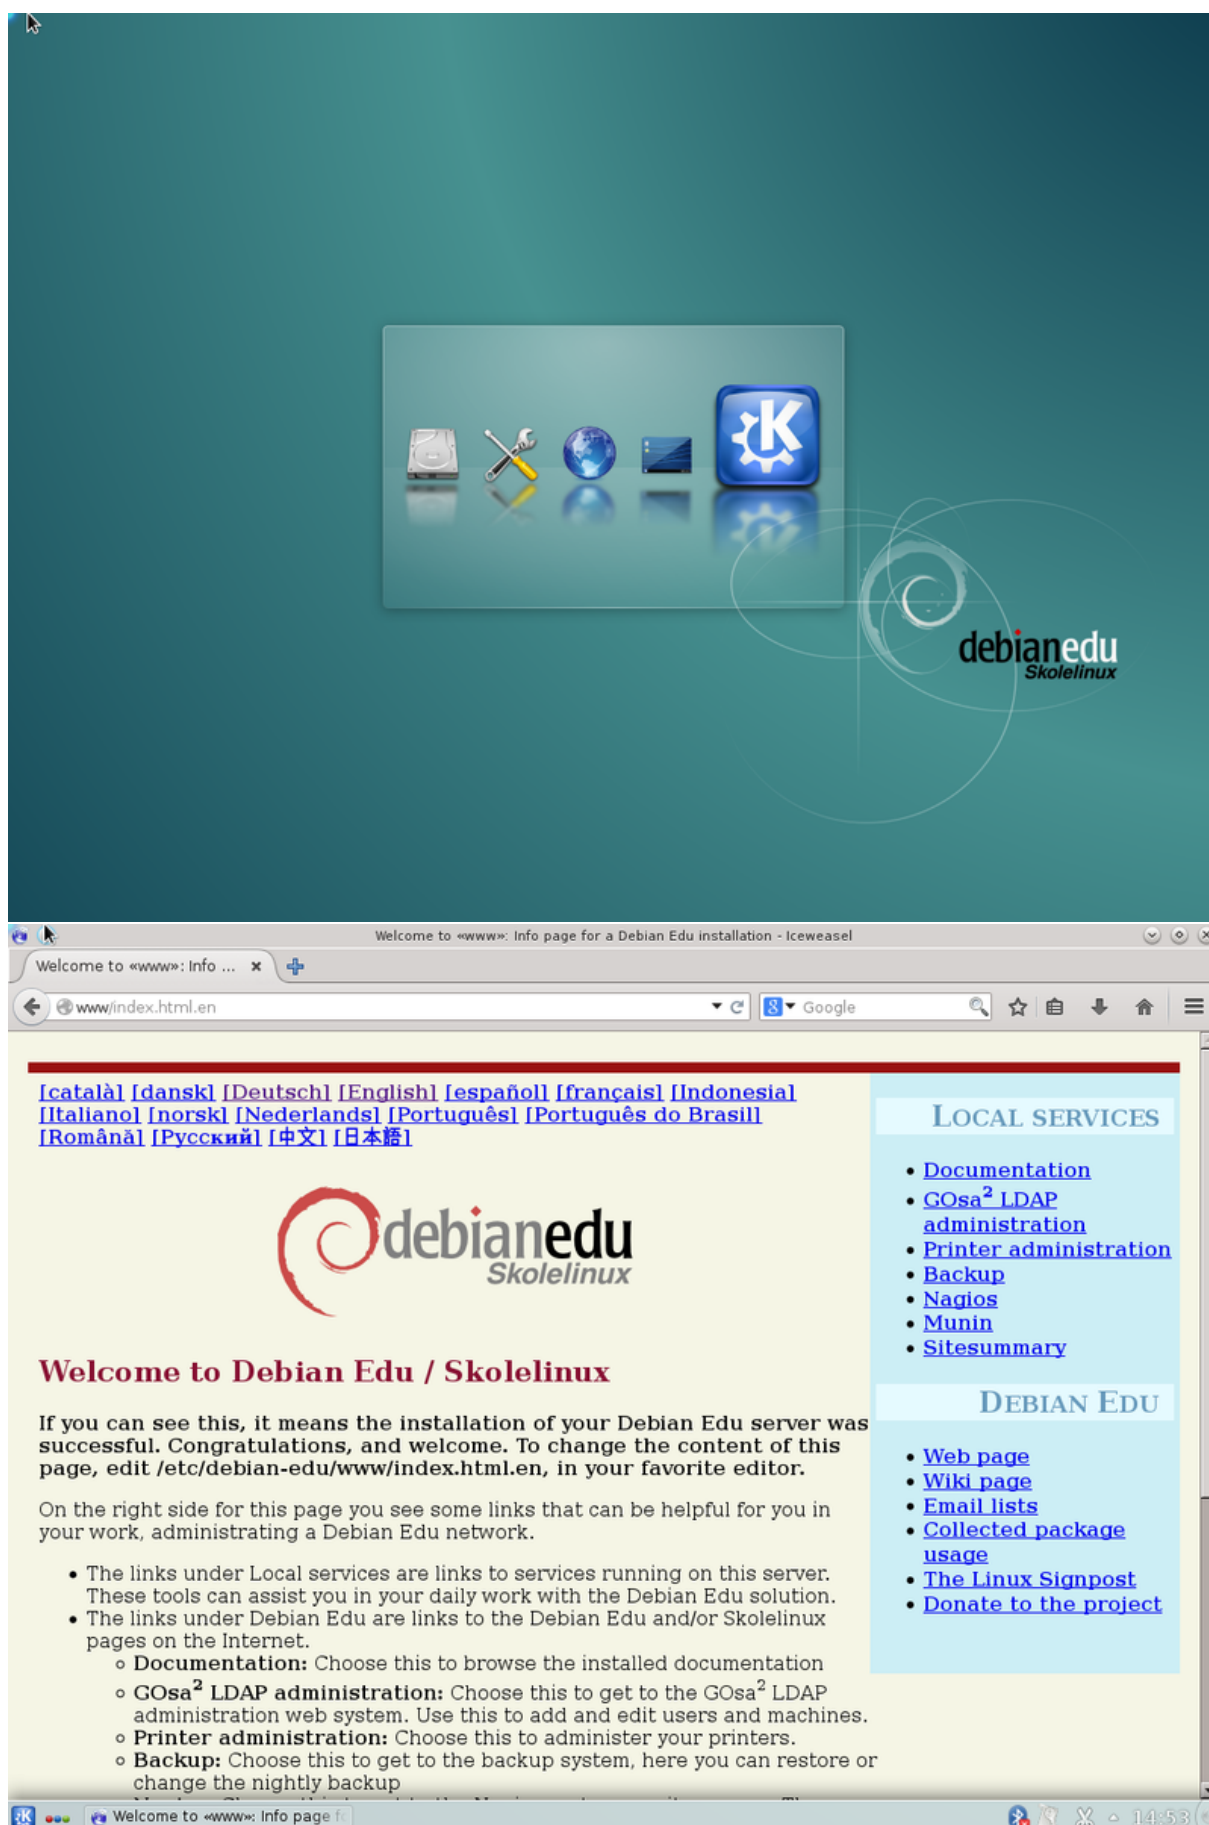 debianedu
Skolelinux
Welcome to «www»: Info page for a Debian Edu installation - Iceweasel
Welcome to «www»: Info ...
www/index.html.en
Google
[català] [dansk] [Deutsch] [English] [español] [français] [Indonesia]
[Italiano] [norsk] [Nederlands] [Português] [Português do Brasil]
[Română] [Русский] [中文] [日本語]
debianedu
Skolelinux
Welcome to Debian Edu / Skolelinux
If you can see this, it means the installation of your Debian Edu server was
successful. Congratulations, and welcome. To change the content of this
page, edit /etc/debian-edu/www/index.html.en, in your favorite editor.
On the right side for this page you see some links that can be helpful for you in
your work, administrating a Debian Edu network.
• The links under Local services are links to services running on this server.
These tools can assist you in your daily work with the Debian Edu solution.
• The links under Debian Edu are links to the Debian Edu and/or Skolelinux
pages on the Internet.
◦ Documentation: Choose this to browse the installed documentation
◦ GOsa² LDAP administration: Choose this to get to the GOsa² LDAP
administration web system. Use this to add and edit users and machines.
◦ Printer administration: Choose this to administer your printers.
◦ Backup: Choose this to get to the backup system, here you can restore or
change the nightly backup
LOCAL SERVICES
• Documentation
• GOsa² LDAP
administration
• Printer administration
• Backup
• Nagios
• Munin
• Sitesummary
DEBIAN EDU
• Web page
• Wiki page
• Email lists
• Collected package
usage
• The Linux Signpost
• Donate to the project
Welcome to «www»: Info page fo
14:53